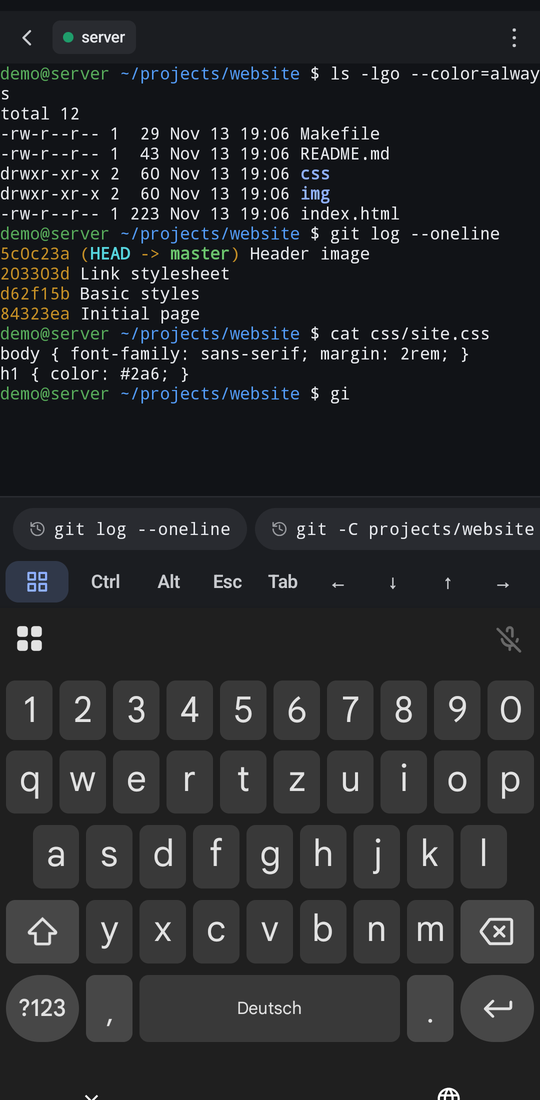 server
demo@server ~/projects/website $ ls -lgo --color=alway
s
total 12
-rw-r--r-- 1  29 Nov 13 19:06 Makefile
-rw-r--r-- 1  43 Nov 13 19:06 README.md
drwxr-xr-x 2  60 Nov 13 19:06 css
drwxr-xr-x 2  60 Nov 13 19:06 img
-rw-r--r-- 1 223 Nov 13 19:06 index.html
demo@server ~/projects/website $ git log --oneline
5c0c23a (HEAD -> master) Header image
203303d Link stylesheet
d62f15b Basic styles
84323ea Initial page
demo@server ~/projects/website $ cat css/site.css
body { font-family: sans-serif; margin: 2rem; }
h1 { color: #2a6; }
demo@server ~/projects/website $ gi
git log --oneline git -C projects/website
Ctrl Alt Esc Tab ← ↓ ↑ →
1 2 3 4 5 6 7 8 9 0
q w e r t z u i o p
a s d f g h j k l
y x c v b n m
?123 , Deutsch .